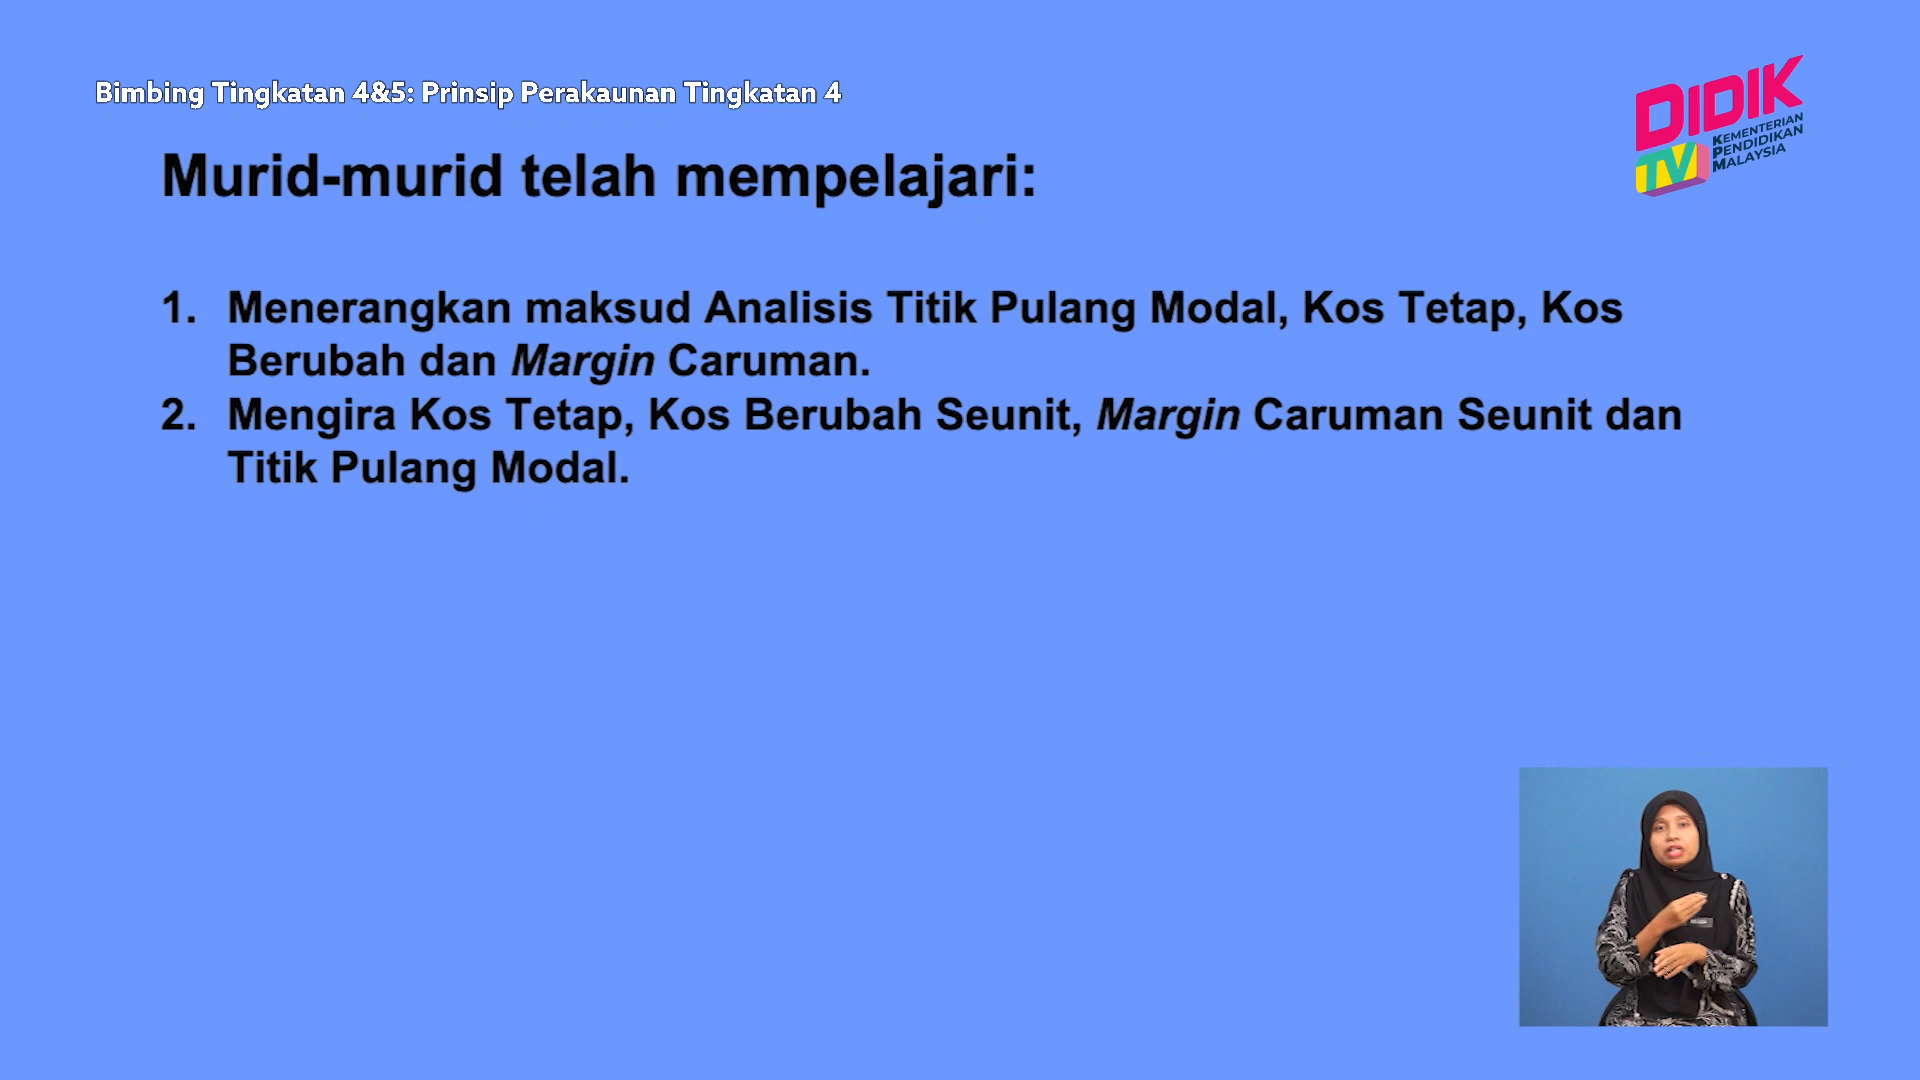 Bimbing Tingkatan 4&5: Prinsip Perakaunan Tingkatan 4
DIDIK
TV
KEMENTERIAN
PENDIDIKAN
MALAYSIA
Murid-murid telah mempelajari:
1. Menerangkan maksud Analisis Titik Pulang Modal, Kos Tetap, Kos
Berubah dan Margin Caruman.
2. Mengira Kos Tetap, Kos Berubah Seunit, Margin Caruman Seunit dan
Titik Pulang Modal.